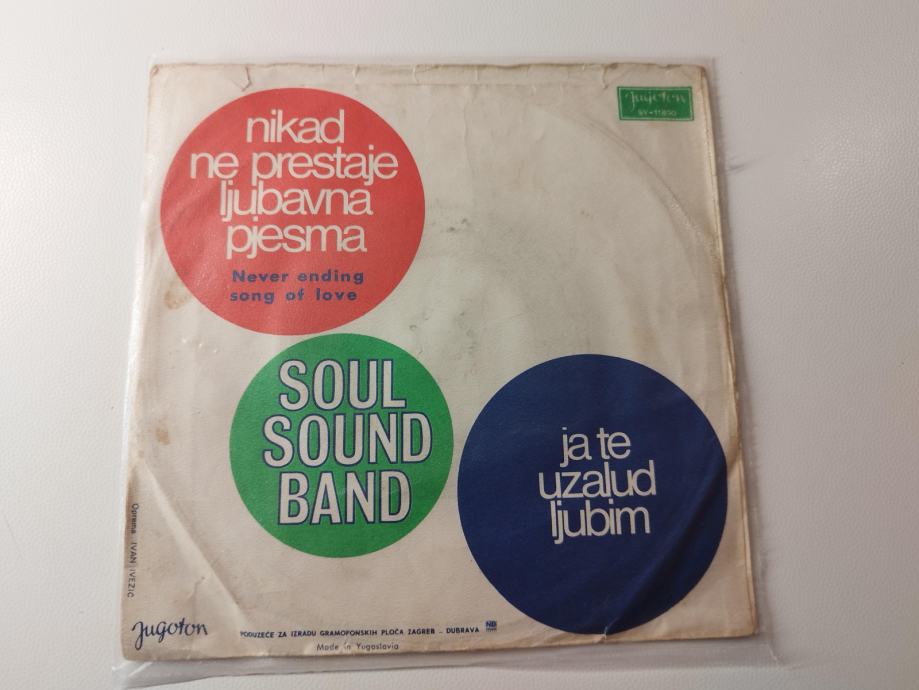 nikad
ne prestaje
ljubavna
pjesma
Never ending
song of love
Jugoton
SY-11890
SOUL
SOUND
BAND
ja te
uzalud
ljubim
Oprema IVAN IVEZIĆ
Jugoton
PODUZEĆE ZA IZRADU GRAMOFONSKIH PLOČA ZAGREB – DUBRAVA
Made in Yugoslavia